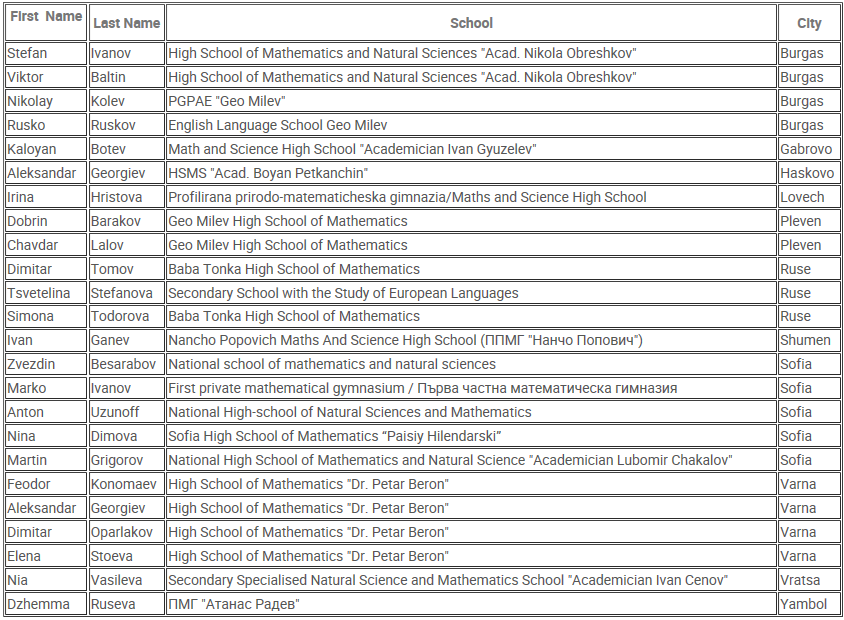 First Name Last Name School City
Stefan Ivanov High School of Mathematics and Natural Sciences "Acad. Nikola Obreshkov" Burgas
Viktor Baltin High School of Mathematics and Natural Sciences "Acad. Nikola Obreshkov" Burgas
Nikolay Kolev PGPAE "Geo Milev" Burgas
Rusko Ruskov English Language School Geo Milev Burgas
Kaloyan Botev Math and Science High School "Academician Ivan Gyuzelev" Gabrovo
Aleksandar Georgiev HSMS "Acad. Boyan Petkanchin" Haskovo
Irina Hristova Profilirana prirodo-matematicheska gimnazia/Maths and Science High School Lovech
Dobrin Barakov Geo Milev High School of Mathematics Pleven
Chavdar Lalov Geo Milev High School of Mathematics Pleven
Dimitar Tomov Baba Tonka High School of Mathematics Ruse
Tsvetelina Stefanova Secondary School with the Study of European Languages Ruse
Simona Todorova Baba Tonka High School of Mathematics Ruse
Ivan Ganev Nancho Popovich Maths And Science High School (ППМГ "Нанчо Попович") Shumen
Zvezdin Besarabov National school of mathematics and natural sciences Sofia
Marko Ivanov First private mathematical gymnasium / Първа частна математическа гимназия Sofia
Anton Uzunoff National High-school of Natural Sciences and Mathematics Sofia
Nina Dimova Sofia High School of Mathematics “Paisiy Hilendarski” Sofia
Martin Grigorov National High School of Mathematics and Natural Science "Academician Lubomir Chakalov" Sofia
Feodor Konomaev High School of Mathematics "Dr. Petar Beron" Varna
Aleksandar Georgiev High School of Mathematics "Dr. Petar Beron" Varna
Dimitar Oparlakov High School of Mathematics "Dr. Petar Beron" Varna
Elena Stoeva High School of Mathematics "Dr. Petar Beron" Varna
Nia Vasileva Secondary Specialised Natural Science and Mathematics School "Academician Ivan Cenov" Vratsa
Dzhemma Ruseva ПМГ "Атанас Радев" Yambol